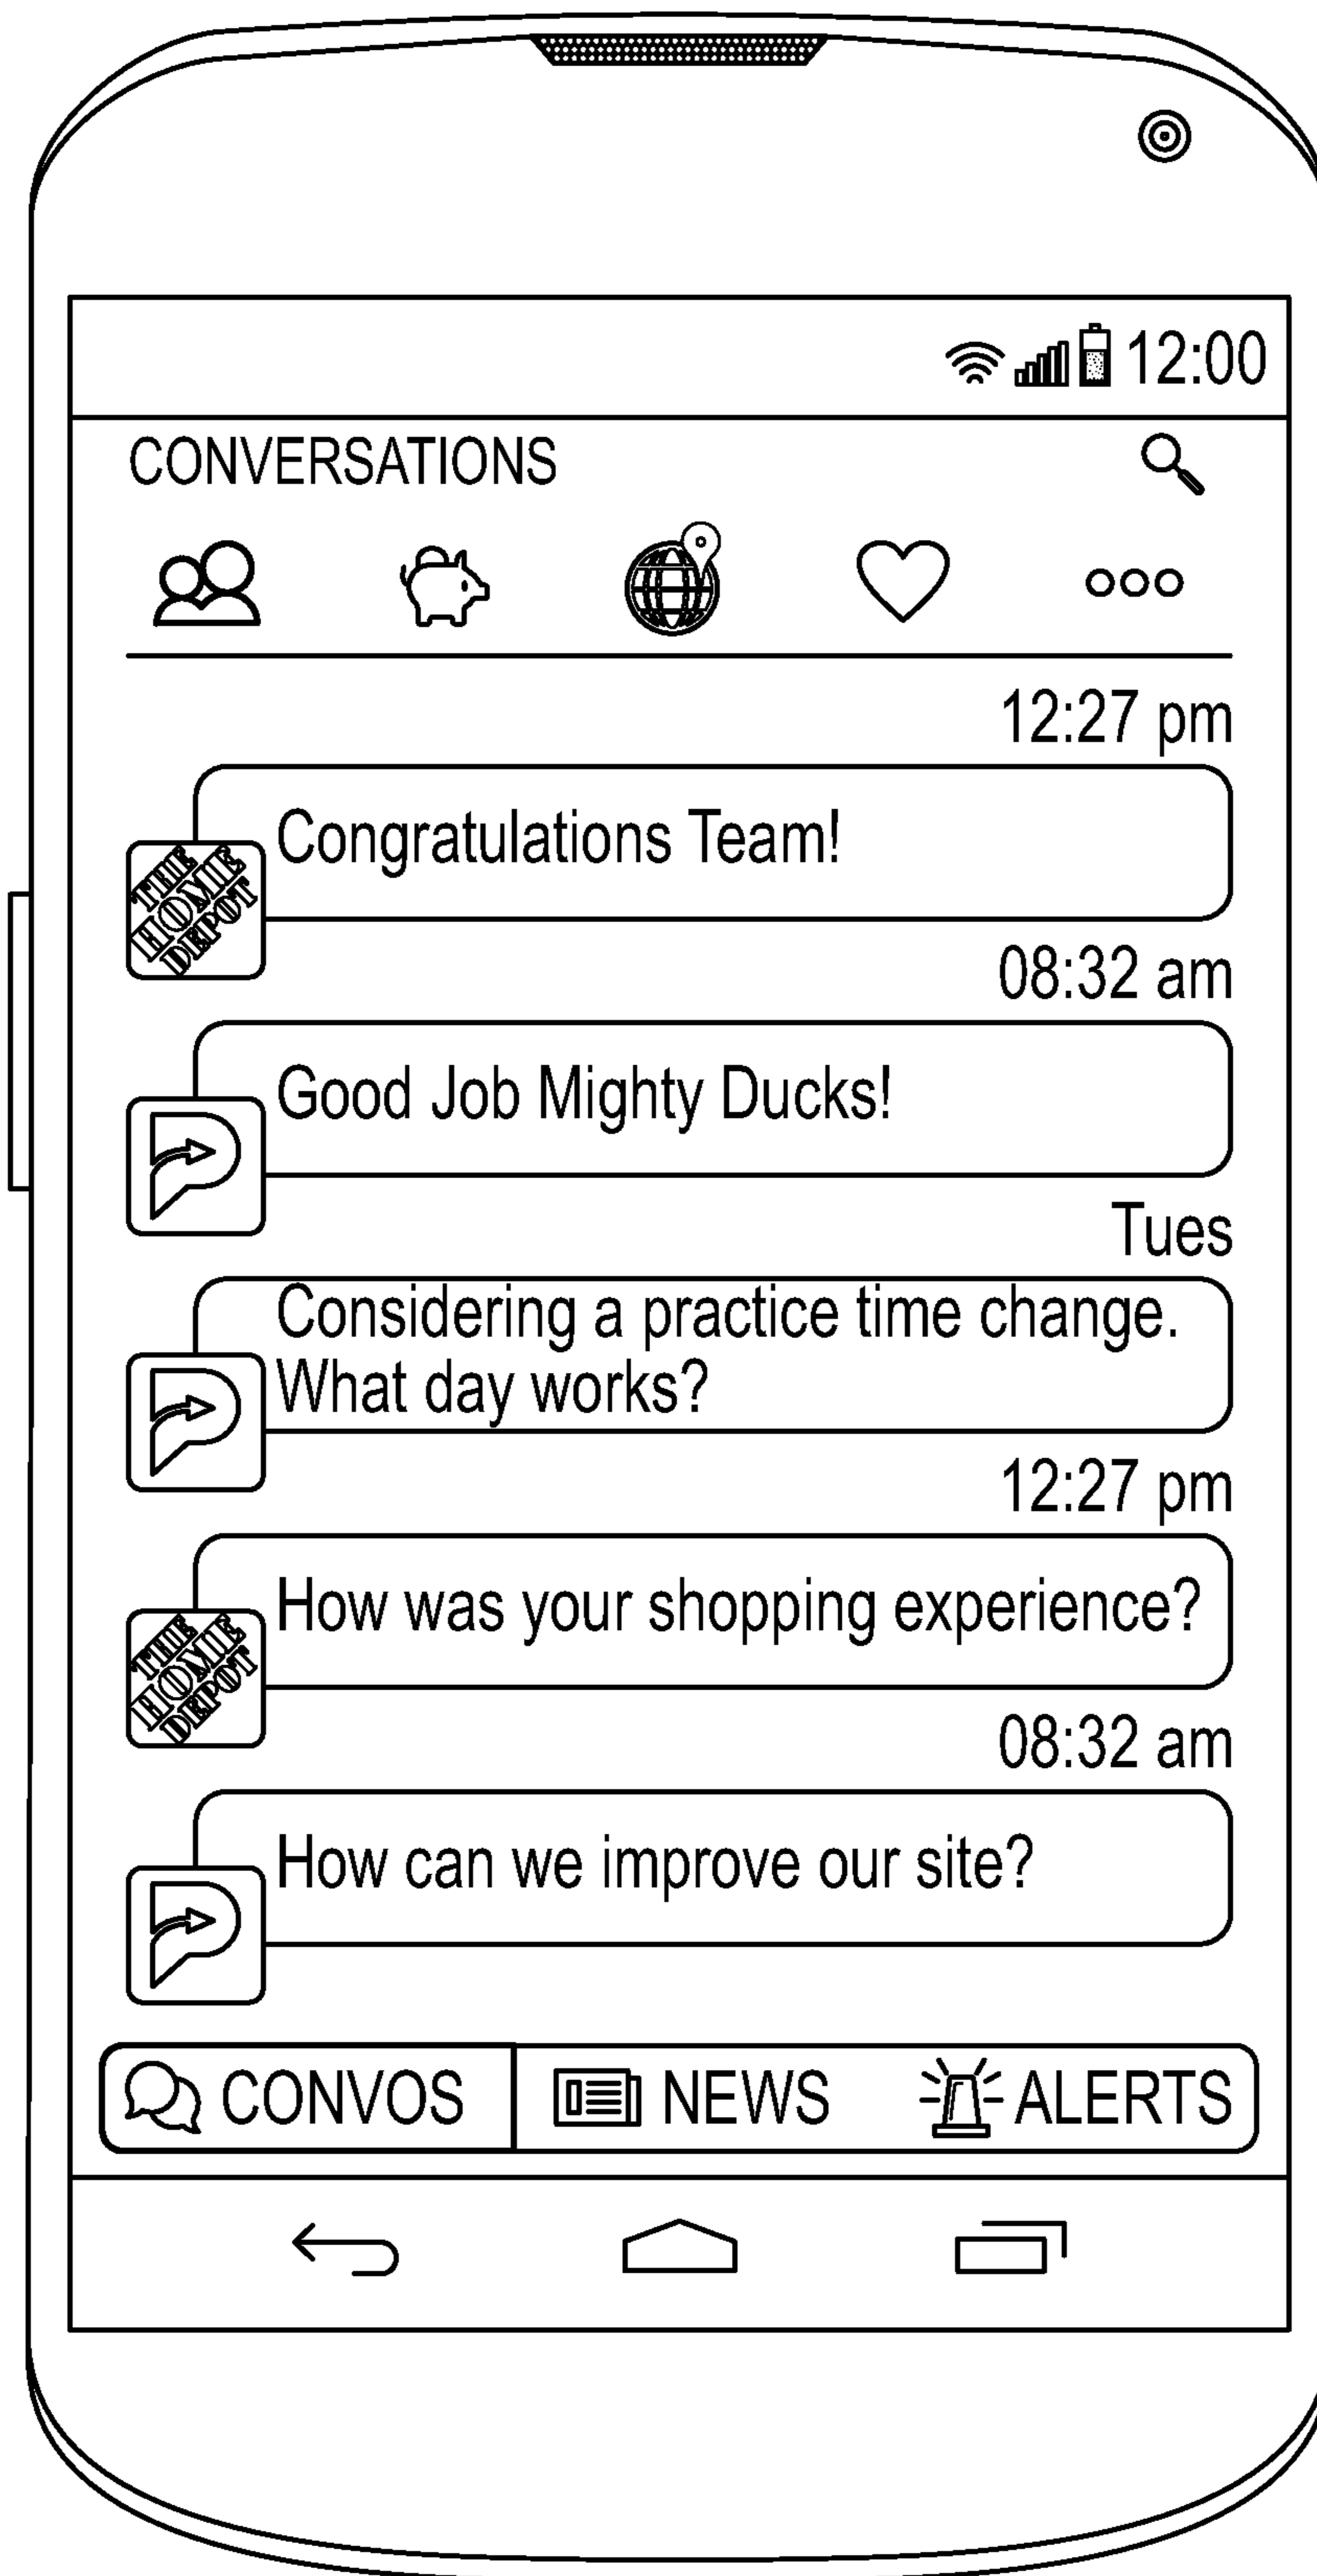 12:00
CONVERSATIONS
12:27 pm
Congratulations Team!
THE
HOME
DEPOT
08:32 am
Good Job Mighty Ducks!
Tues
Considering a practice time change.
What day works?
12:27 pm
How was your shopping experience?
THE
HOME
DEPOT
08:32 am
How can we improve our site?
CONVOS NEWS ALERTS